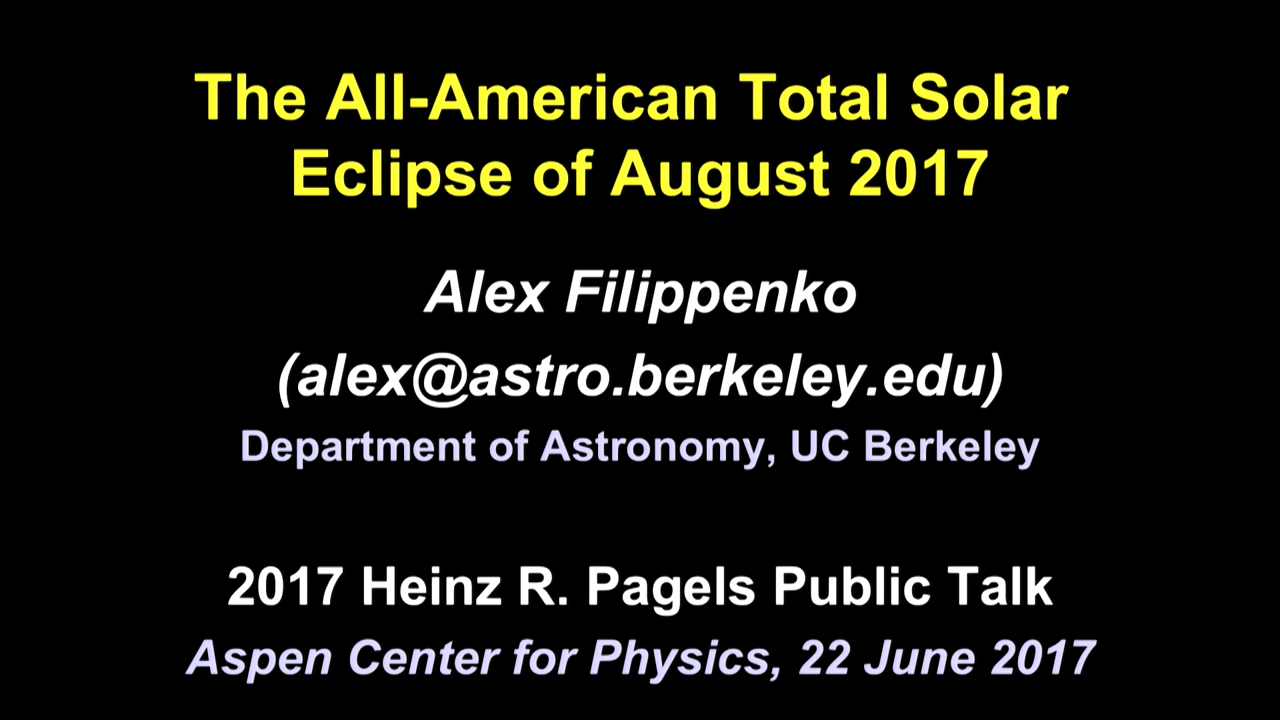 The All-American Total Solar
Eclipse of August 2017
Alex Filippenko
(alex@astro.berkeley.edu)
Department of Astronomy, UC Berkeley
2017 Heinz R. Pagels Public Talk
Aspen Center for Physics, 22 June 2017